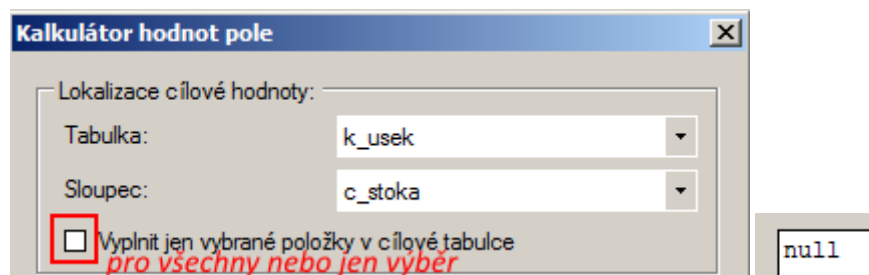 Kalkulátor hodnot pole
Lokalizace cílové hodnoty:
Tabulka: k_usek
Sloupec: c_stoka
Vyplnit jen vybrané položky v cílové tabulce
pro všechny nebo jen výběr
null